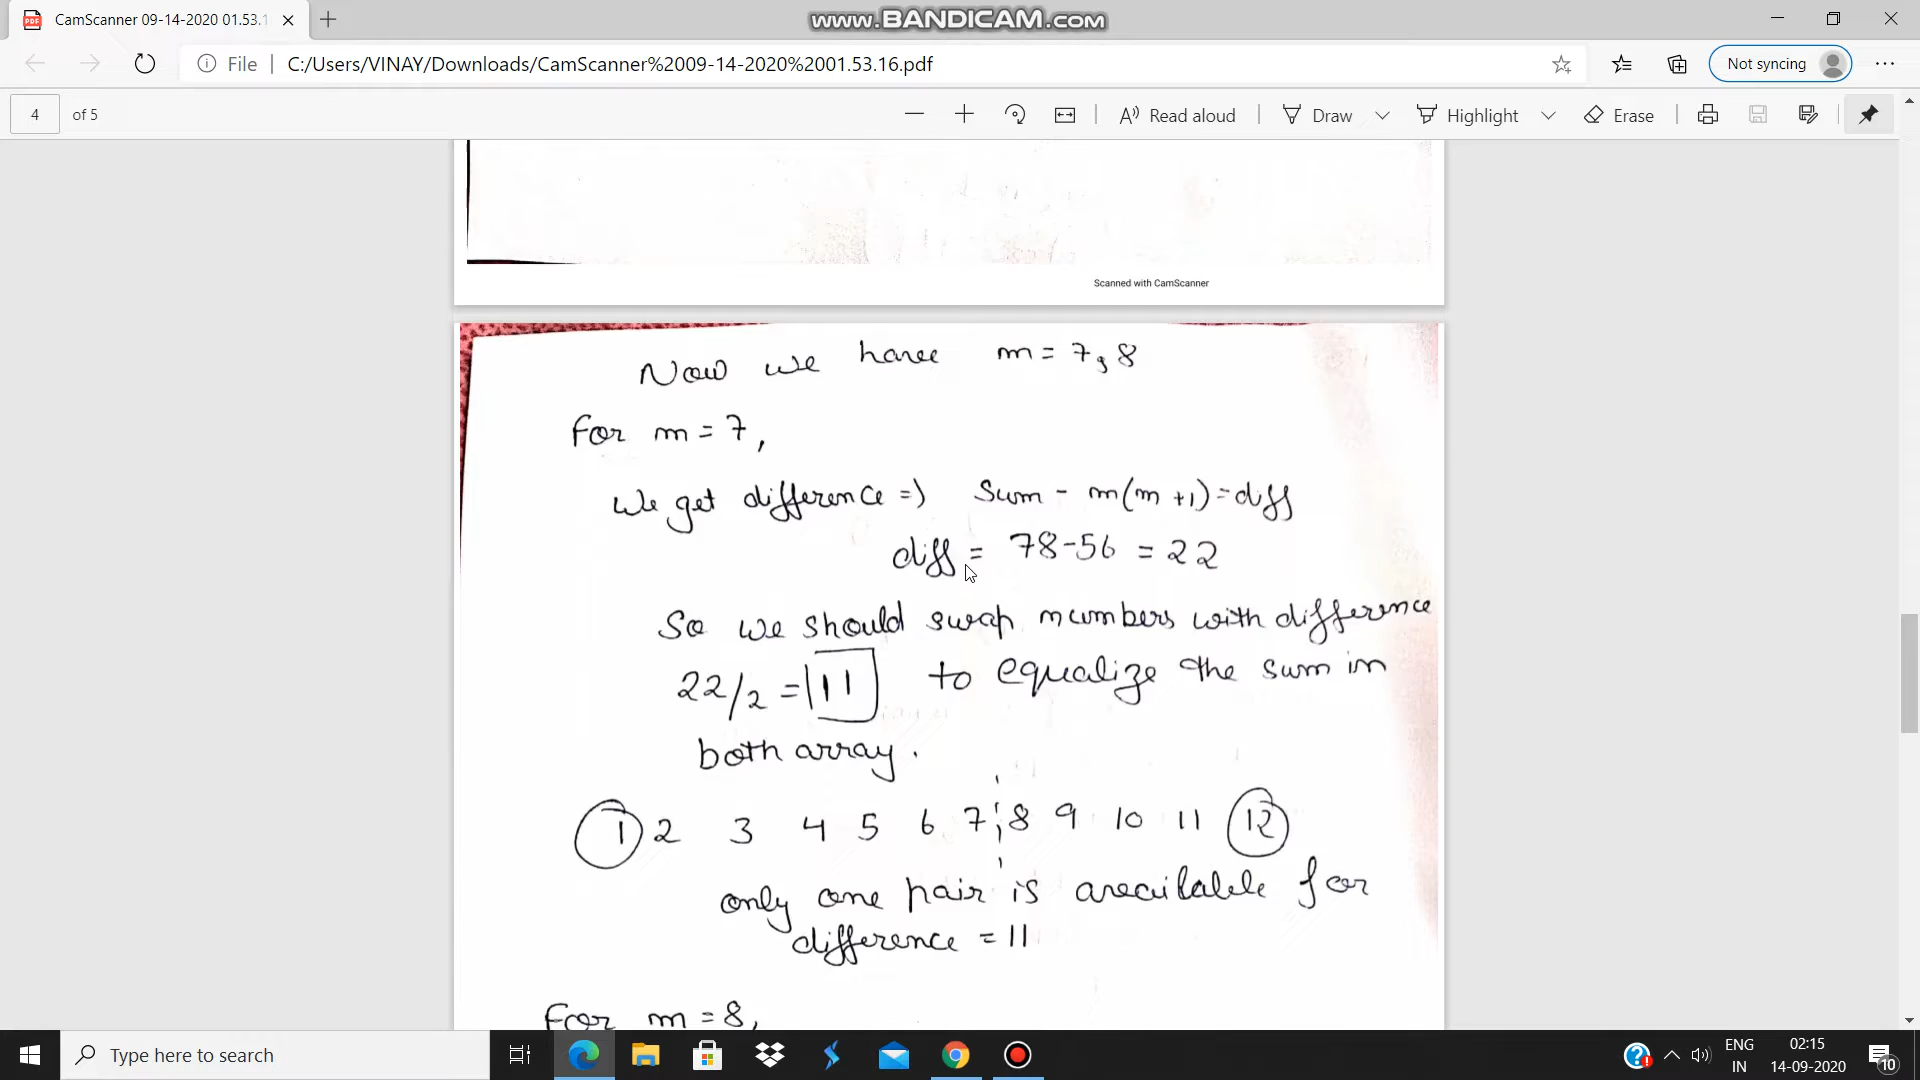 CamScanner 09-14-2020 01.53.1
www.BANDICAM.com
File C:/Users/VINAY/Downloads/CamScanner%2009-14-2020%2001.53.16.pdf
Not syncing
4 of 5
Read aloud Draw Highlight Erase
Scanned with CamScanner
Now we have m = 7, 8
For m = 7,
We get difference => Sum - m(m+1) = diff
diff = 78-56 = 22
So we should swap numbers with difference
22/2 = 11 to equalize the sum in
both array.
1 2 3 4 5 6 7 8 9 10 11 12
only one pair is available for
difference = 11
For m = 8,
Type here to search
ENG
IN
02:15
14-09-2020
10